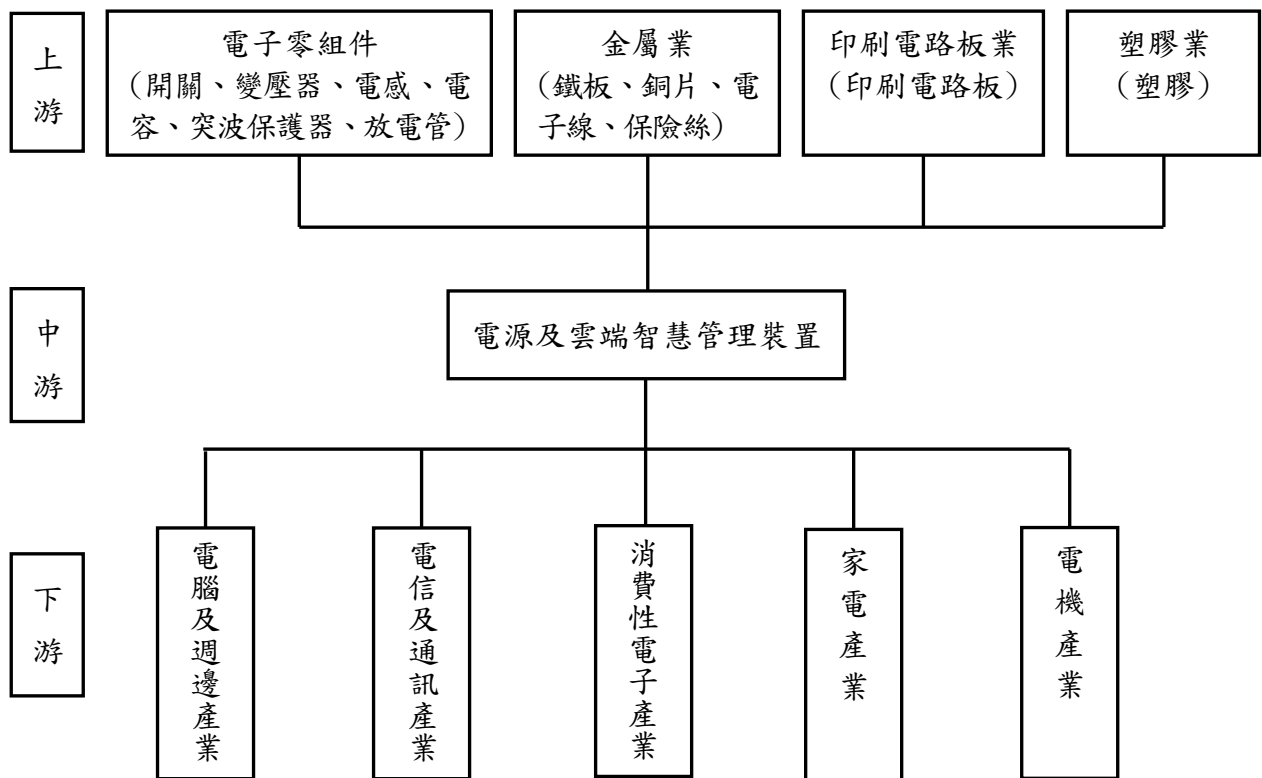 上游
電子零組件
（開關、變壓器、電感、電
容、突波保護器、放電管）
金屬業
（鐵板、銅片、電
子線、保險絲）
印刷電路板業
（印刷電路板）
塑膠業
（塑膠）
中游
電源及雲端智慧管理裝置
下游
電腦及週邊產業
電信及通訊產業
消費性電子產業
家電產業
電機產業